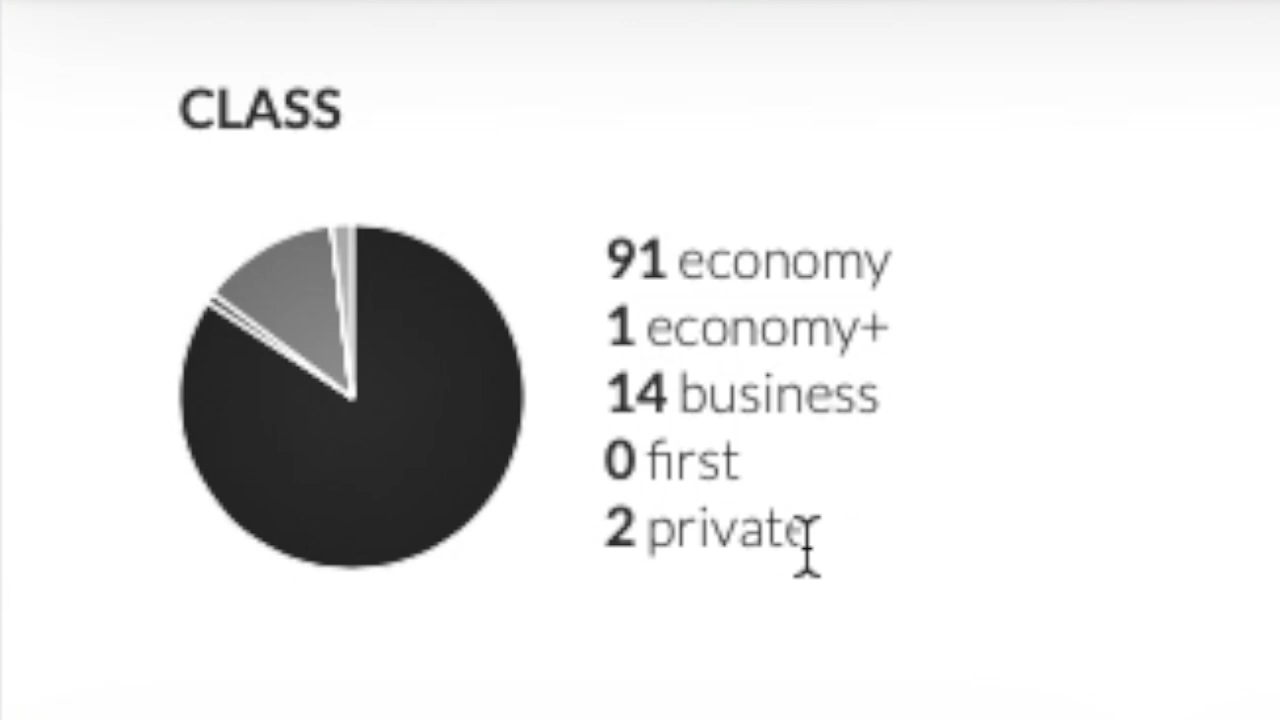 CLASS
91 economy
1 economy+
14 business
0 first
2 private